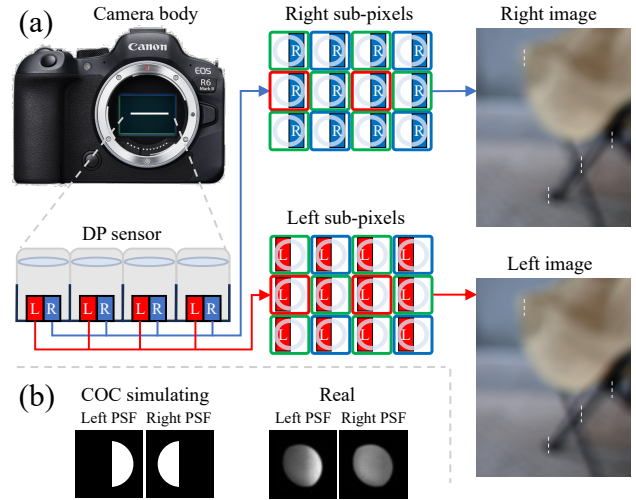 (a)
Camera body
Right sub-pixels
Right image
Canon
EOS
R6
Mark II
R R R R
R R R R
R R R R
DP sensor
Left sub-pixels
Left image
L R L R L R L R
L L L L
L L L L
L L L L
(b)
COC simulating
Real
Left PSF Right PSF
Left PSF Right PSF